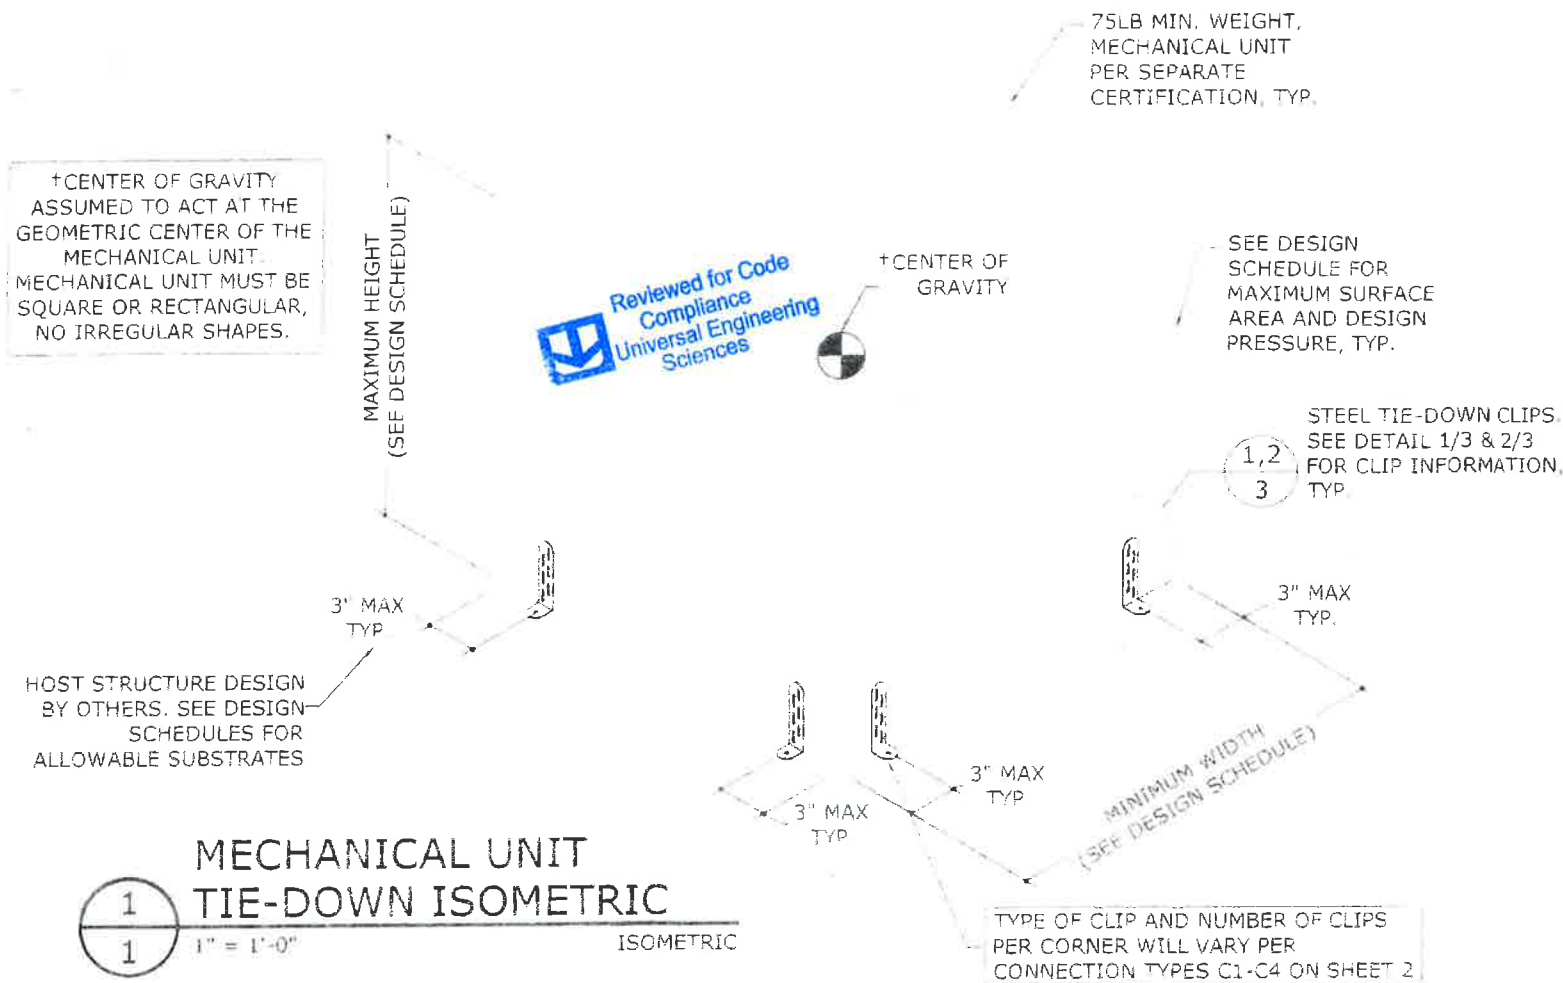 75LB MIN. WEIGHT,
MECHANICAL UNIT
PER SEPARATE
CERTIFICATION, TYP.
†CENTER OF GRAVITY
ASSUMED TO ACT AT THE
GEOMETRIC CENTER OF THE
MECHANICAL UNIT.
MECHANICAL UNIT MUST BE
SQUARE OR RECTANGULAR,
NO IRREGULAR SHAPES.
MAXIMUM HEIGHT
(SEE DESIGN SCHEDULE)
Reviewed for Code
Compliance
Universal Engineering
Sciences
†CENTER OF
GRAVITY
SEE DESIGN
SCHEDULE FOR
MAXIMUM SURFACE
AREA AND DESIGN
PRESSURE, TYP.
1,2
3
STEEL TIE-DOWN CLIPS.
SEE DETAIL 1/3 & 2/3
FOR CLIP INFORMATION,
TYP.
3" MAX
TYP
3" MAX
TYP.
HOST STRUCTURE DESIGN
BY OTHERS. SEE DESIGN
SCHEDULES FOR
ALLOWABLE SUBSTRATES
3" MAX
TYP
3" MAX
TYP
MINIMUM WIDTH
(SEE DESIGN SCHEDULE)
1
1
MECHANICAL UNIT
TIE-DOWN ISOMETRIC
1" = 1'-0"
ISOMETRIC
TYPE OF CLIP AND NUMBER OF CLIPS
PER CORNER WILL VARY PER
CONNECTION TYPES C1-C4 ON SHEET 2